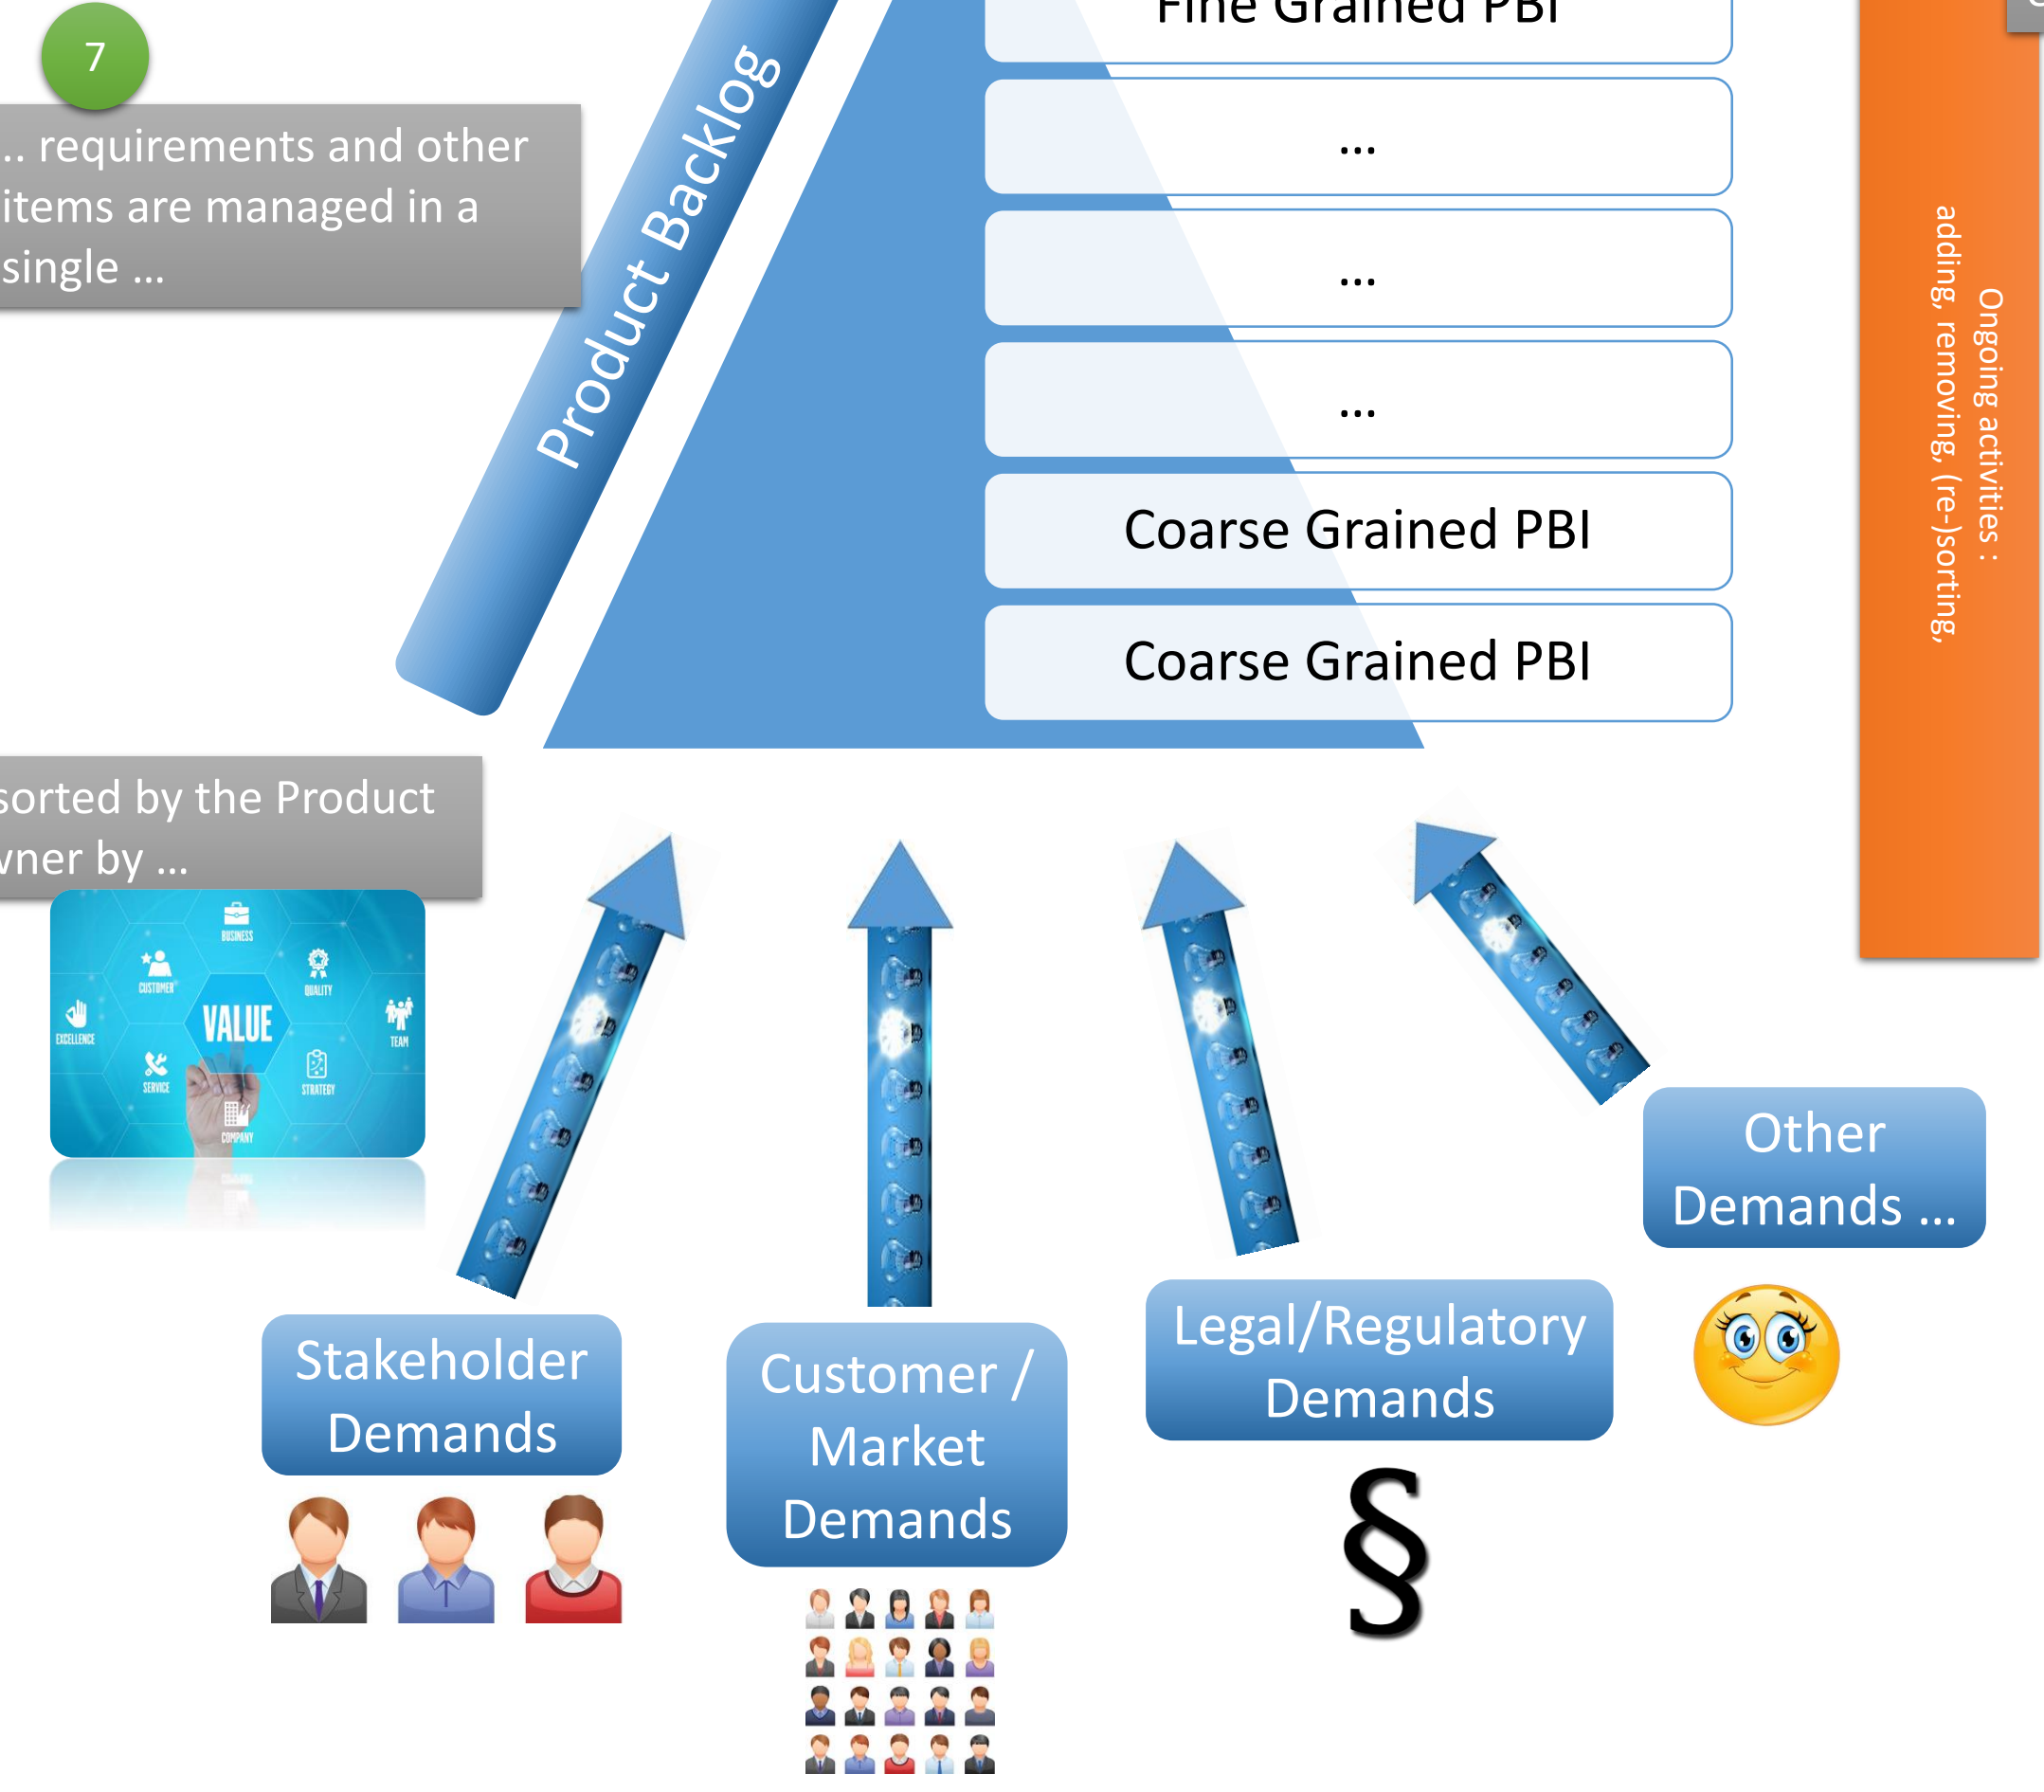 Fine Grained PBI
7
.. requirements and other
items are managed in a
single ...
Product Backlog
...
...
...
Coarse Grained PBI
Coarse Grained PBI
Ongoing activities :
adding, removing, (re-)sorting,
sorted by the Product
wner by ...
BUSINESS
CUSTOMER
QUALITY
EXCELLENCE
VALUE
TEAM
SERVICE
STRATEGY
COMPANY
Other
Demands ...
Stakeholder
Demands
Customer /
Market
Demands
Legal/Regulatory
Demands
§